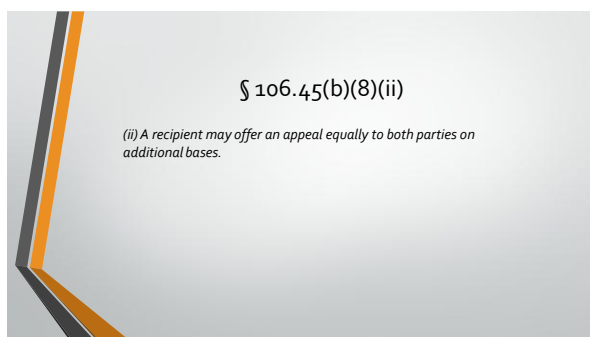 § 106.45(b)(8)(ii)
(ii) A recipient may offer an appeal equally to both parties on
additional bases.